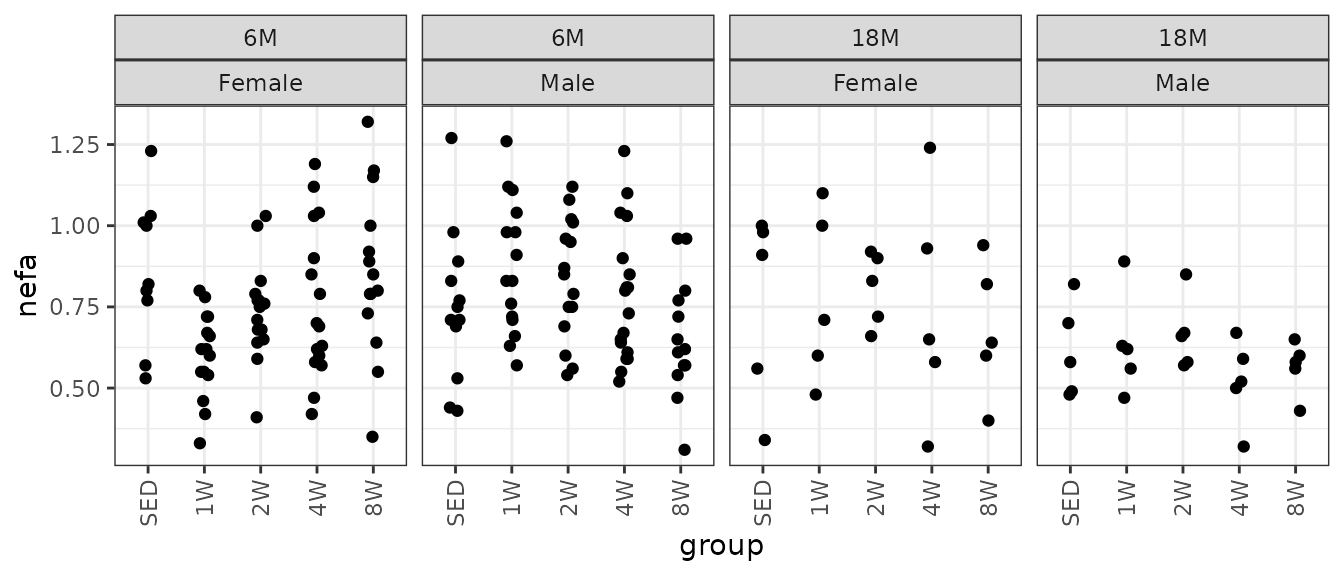 6M 6M 18M 18M
Female Male Female Male
nefa
1.25
1.00
0.75
0.50
SED 1W 2W 4W 8W SED 1W 2W 4W 8W SED 1W 2W 4W 8W SED 1W 2W 4W 8W
group